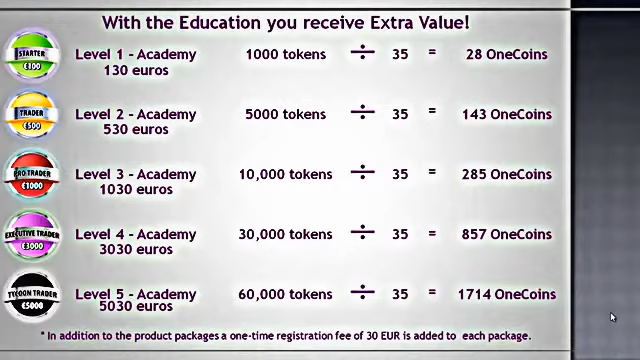 With the Education you receive Extra Value!
STARTER
€100
Level 1 - Academy
130 euros
1000 tokens ÷ 35 = 28 OneCoins
TRADER
€500
Level 2 - Academy
530 euros
5000 tokens ÷ 35 = 143 OneCoins
PRO TRADER
€1000
Level 3 - Academy
1030 euros
10,000 tokens ÷ 35 = 285 OneCoins
EXECUTIVE TRADER
€3000
Level 4 - Academy
3030 euros
30,000 tokens ÷ 35 = 857 OneCoins
TYCOON TRADER
€5000
Level 5 - Academy
5030 euros
60,000 tokens ÷ 35 = 1714 OneCoins
* In addition to the product packages a one-time registration fee of 30 EUR is added to each package.